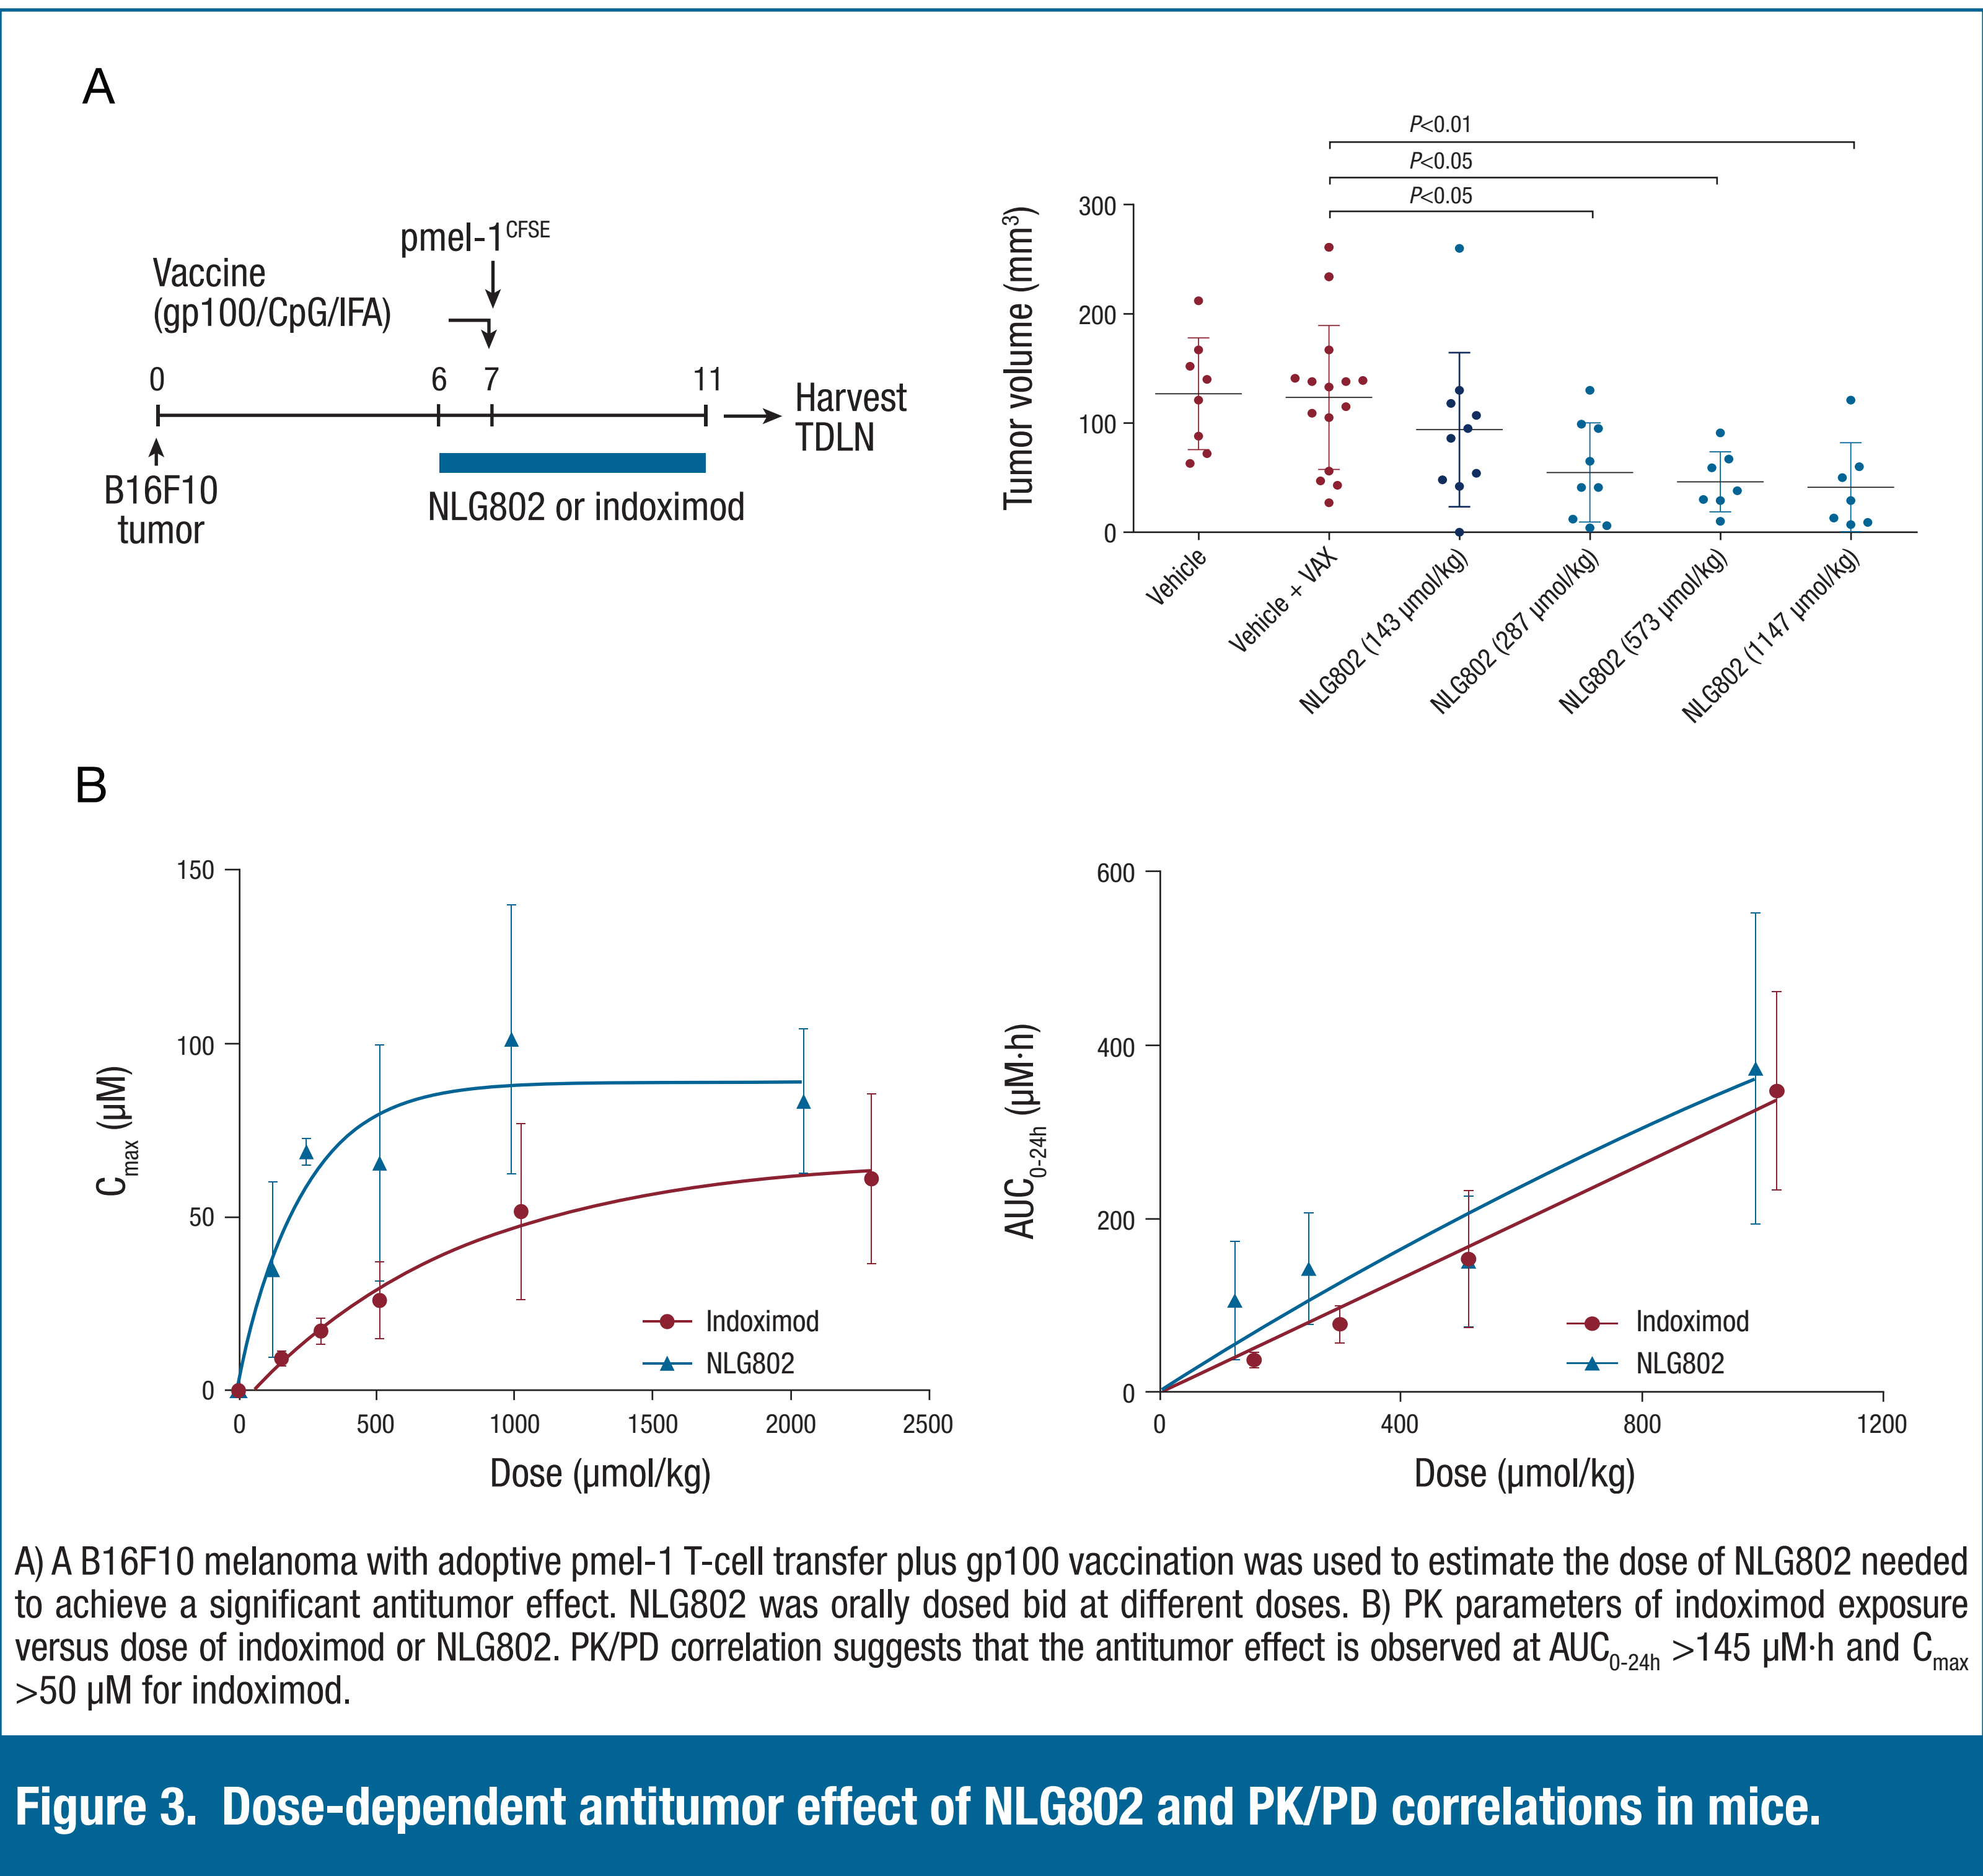 A
Vaccine
(gp100/CpG/IFA)
pmel-1CFSE
0
6
7
11
Harvest
TDLN
B16F10
tumor
NLG802 or indoximod
P<0.01
P<0.05
P<0.05
Tumor volume (mm3)
300
200
100
0
Vehicle
Vehicle + VAX
NLG802 (143 µmol/kg)
NLG802 (287 µmol/kg)
NLG802 (573 µmol/kg)
NLG802 (1147 µmol/kg)
B
Cmax (µM)
150
100
50
0
0
500
1000
1500
2000
2500
Dose (µmol/kg)
Indoximod
NLG802
AUC0-24h (µM·h)
600
400
200
0
0
400
800
1200
Dose (µmol/kg)
Indoximod
NLG802
A) A B16F10 melanoma with adoptive pmel-1 T-cell transfer plus gp100 vaccination was used to estimate the dose of NLG802 needed
to achieve a significant antitumor effect. NLG802 was orally dosed bid at different doses. B) PK parameters of indoximod exposure
versus dose of indoximod or NLG802. PK/PD correlation suggests that the antitumor effect is observed at AUC0-24h >145 µM·h and Cmax
>50 µM for indoximod.
Figure 3. Dose-dependent antitumor effect of NLG802 and PK/PD correlations in mice.